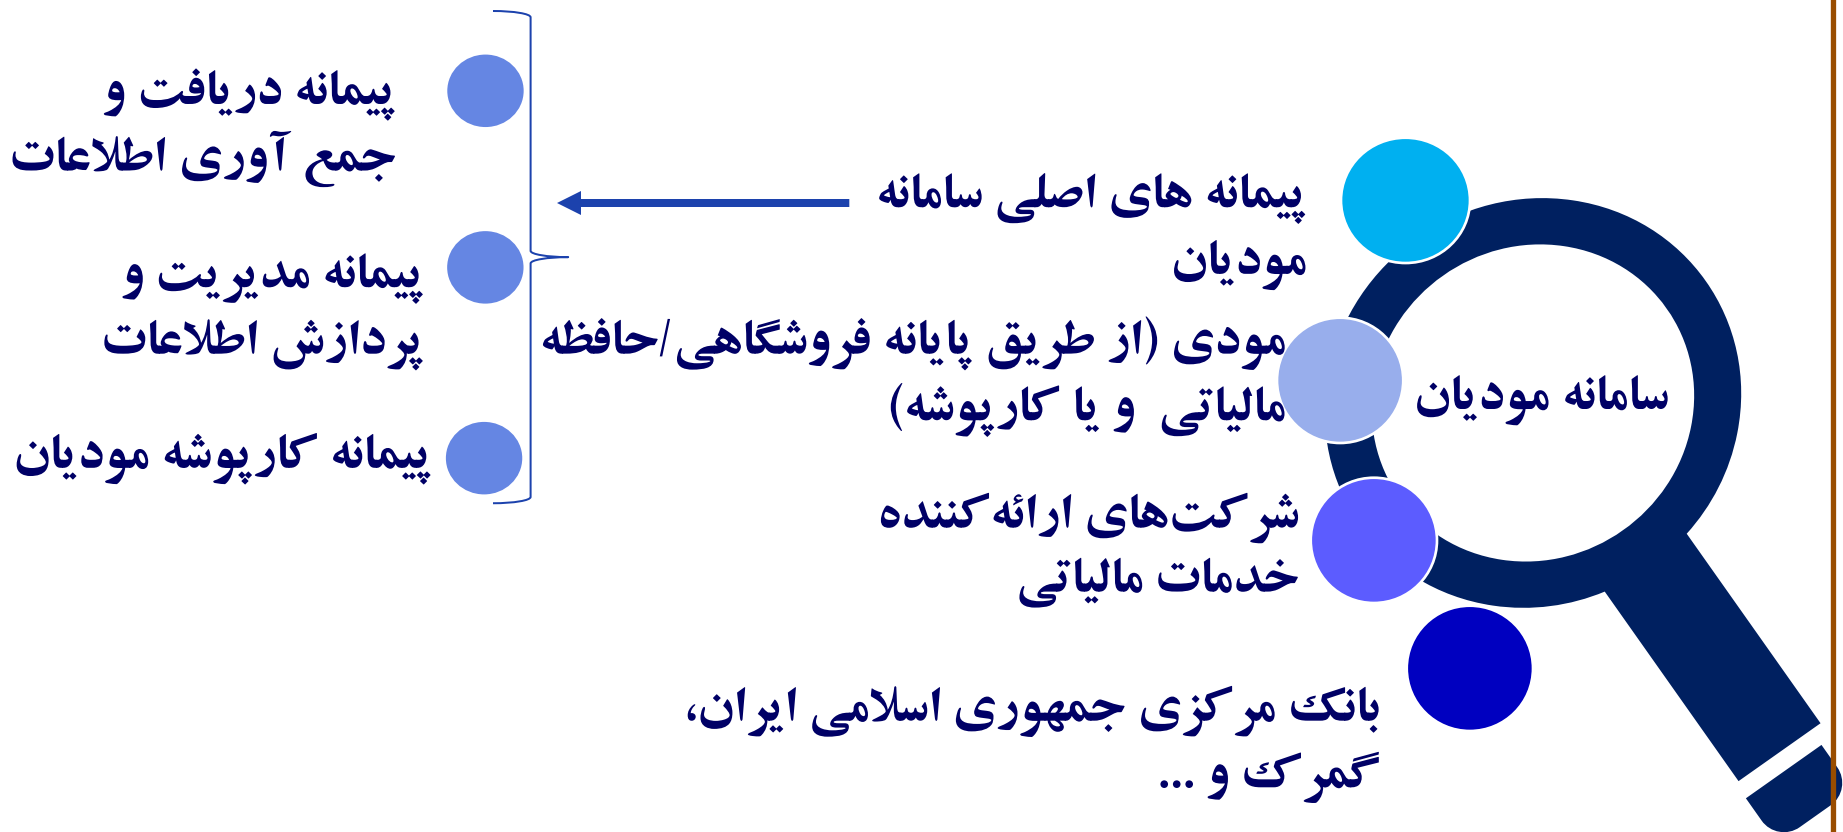 سامانه مودیان
پیمانه های اصلی سامانه
مودیان
مودی (از طریق پایانه فروشگاهی/حافظه
مالیاتی و یا کارپوشه)
شرکت‌های ارائه‌کننده
خدمات مالیاتی
بانک مرکزی جمهوری اسلامی ایران،
گمرک و ...
پیمانه دریافت و
جمع آوری اطلاعات
پیمانه مدیریت و
پردازش اطلاعات
پیمانه کارپوشه مودیان